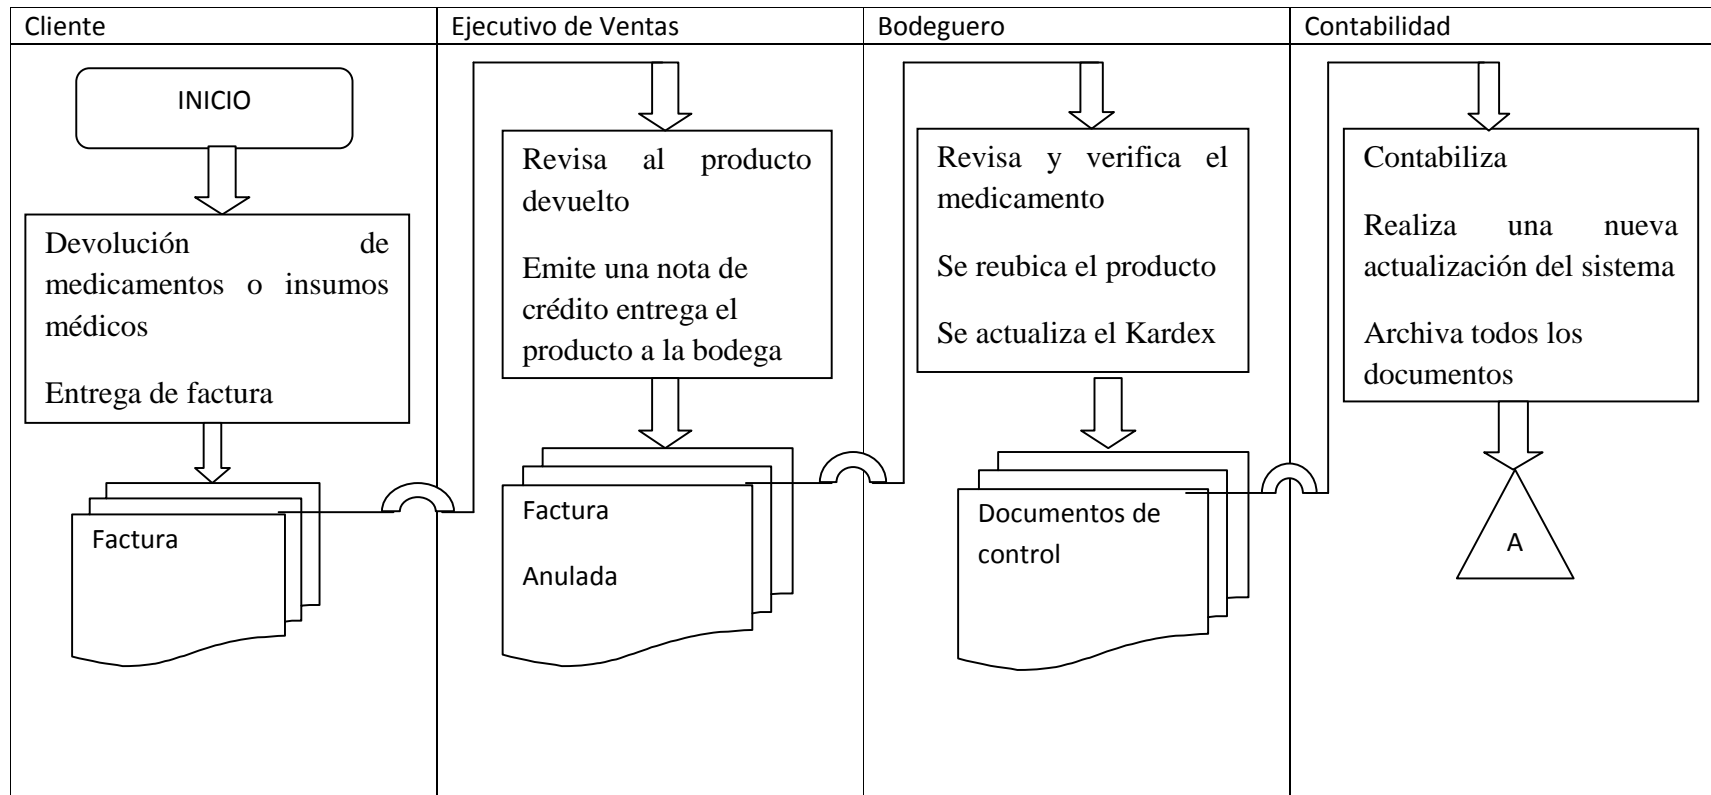 Cliente
Ejecutivo de Ventas
Bodeguero
Contabilidad
INICIO
Devolución de
medicamentos o insumos
médicos
Entrega de factura
Factura
Revisa al producto
devuelto
Emite una nota de
crédito entrega el
producto a la bodega
Factura
Anulada
Revisa y verifica el
medicamento
Se reubica el producto
Se actualiza el Kardex
Documentos de
control
Contabiliza
Realiza una nueva
actualización del sistema
Archiva todos los
documentos
A